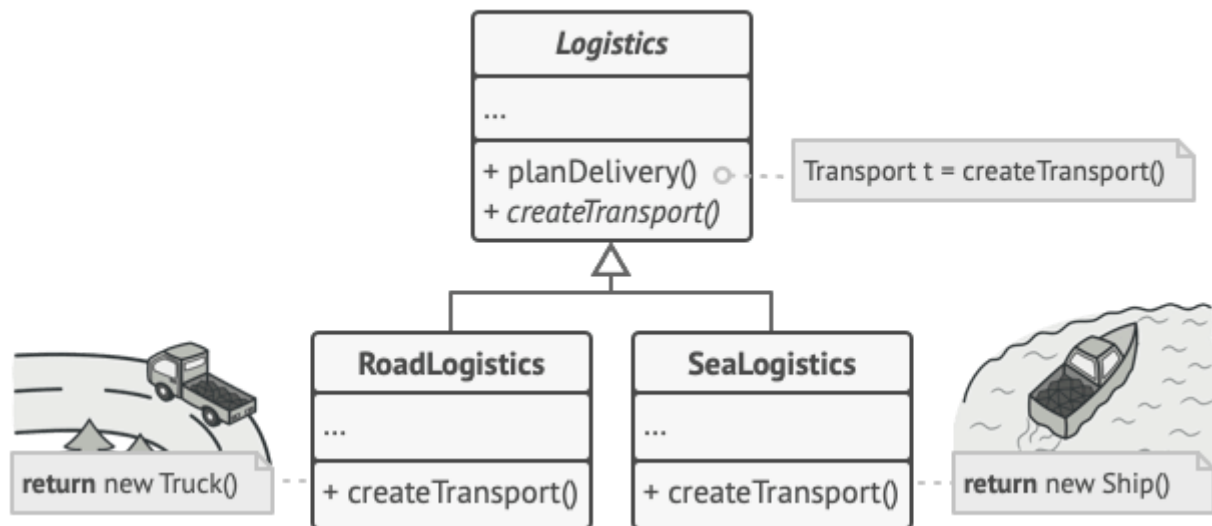 Logistics
...
+ planDelivery()
+ createTransport()
Transport t = createTransport()
RoadLogistics
...
+ createTransport()
return new Truck()
SeaLogistics
...
+ createTransport()
return new Ship()